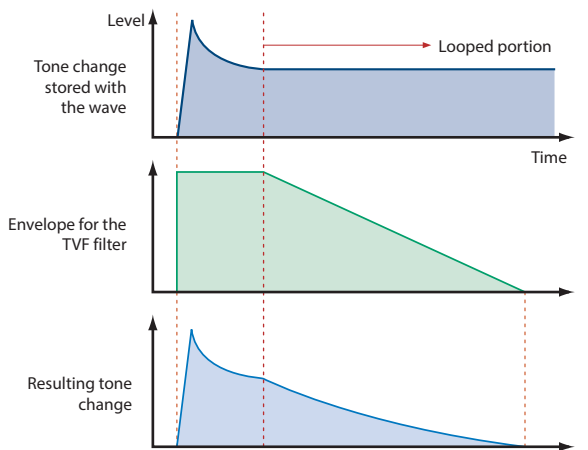 Level
Looped portion
Tone change
stored with
the wave
Time
Envelope for the
TVF filter
Resulting tone
change